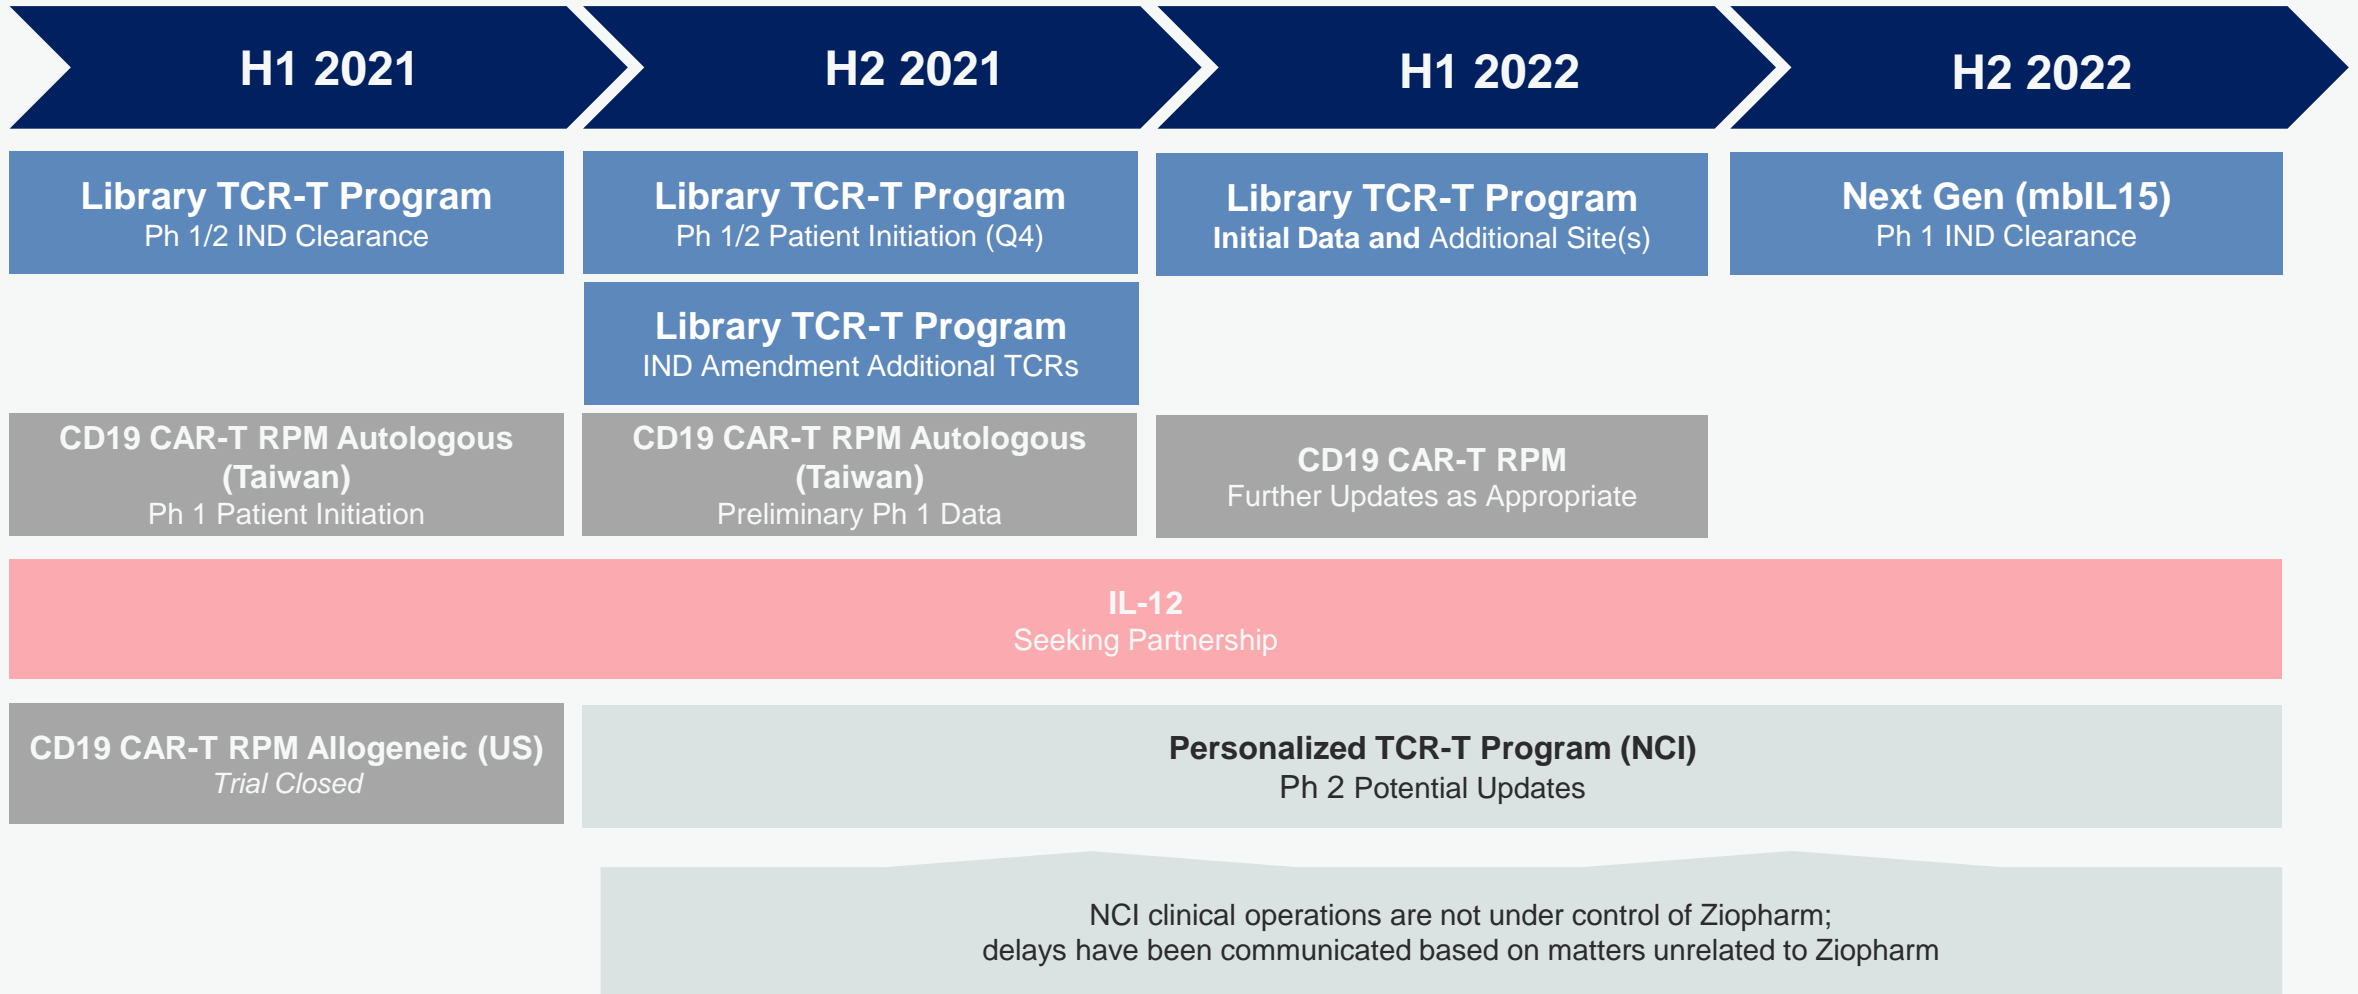 H1 2021
H2 2021
H1 2022
H2 2022
Library TCR-T Program
Ph 1/2 IND Clearance
Library TCR-T Program
Ph 1/2 Patient Initiation (Q4)
Library TCR-T Program
Initial Data and Additional Site(s)
Next Gen (mbIL15)
Ph 1 IND Clearance
Library TCR-T Program
IND Amendment Additional TCRs
CD19 CAR-T RPM Autologous
(Taiwan)
Ph 1 Patient Initiation
CD19 CAR-T RPM Autologous
(Taiwan)
Preliminary Ph 1 Data
CD19 CAR-T RPM
Further Updates as Appropriate
IL-12
Seeking Partnership
CD19 CAR-T RPM Allogeneic (US)
Trial Closed
Personalized TCR-T Program (NCI)
Ph 2 Potential Updates
NCI clinical operations are not under control of Ziopharm;
delays have been communicated based on matters unrelated to Ziopharm